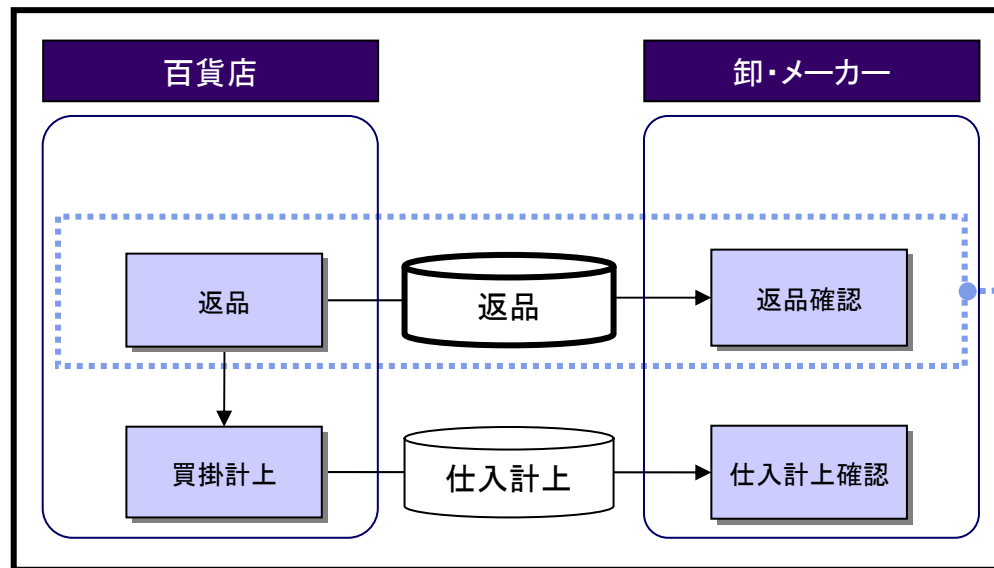 百貨店
卸・メーカー
返品
返品
返品確認
買掛計上
仕入計上
仕入計上確認